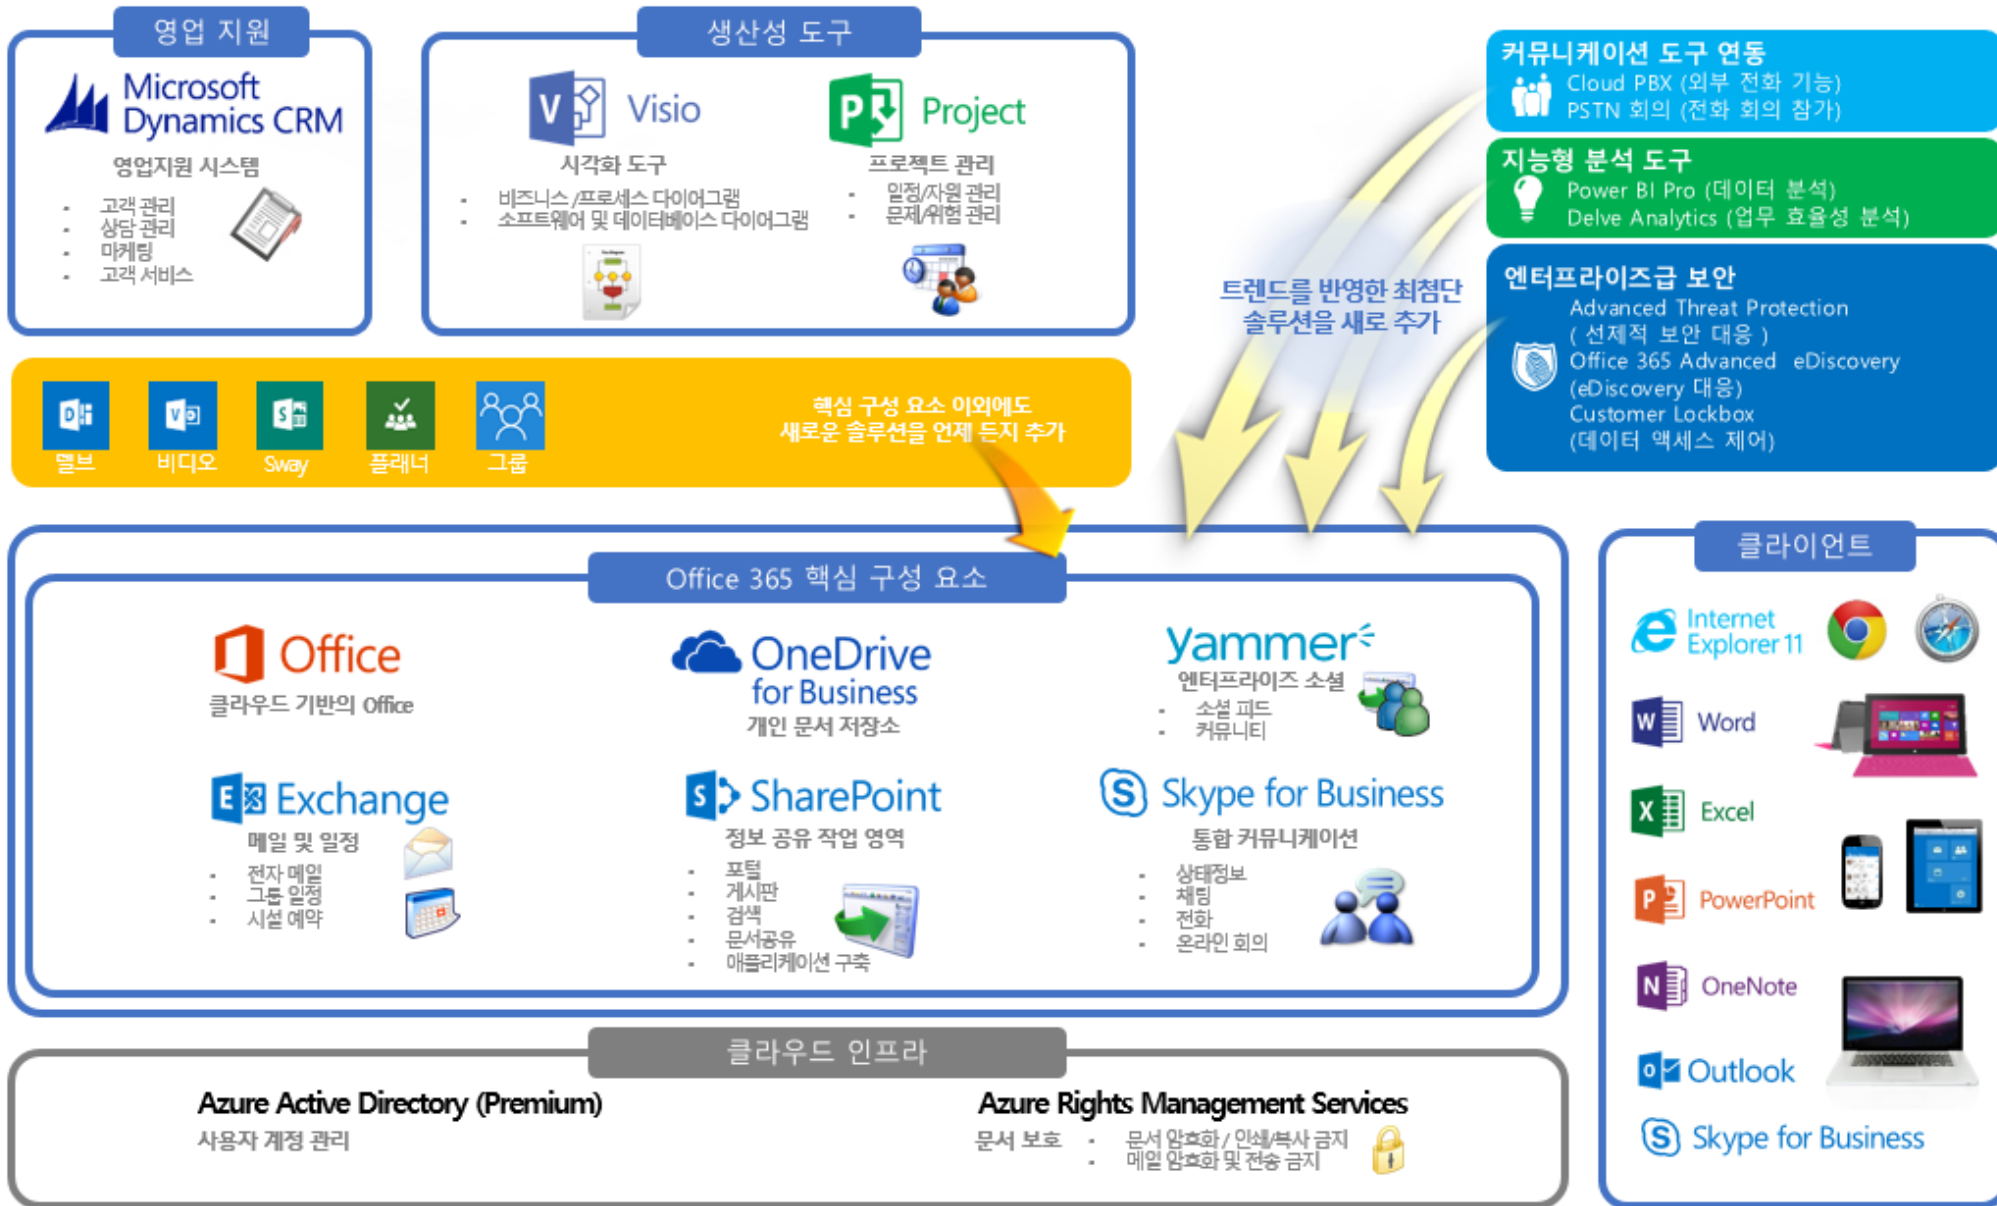 영업 지원
Microsoft
Dynamics CRM
영업지원 시스템
- 고객 관리
- 상담 관리
- 마케팅
- 고객 서비스
생산성 도구
Visio
시각화 도구
- 비즈니스 /프로세스 다이어그램
- 소프트웨어 및 데이터베이스 다이어그램
Project
프로젝트 관리
- 일정/자원 관리
- 문제/위험 관리
커뮤니케이션 도구 연동
Cloud PBX (외부 전화 기능)
PSTN 회의 (전화 회의 참가)
지능형 분석 도구
Power BI Pro (데이터 분석)
Delve Analytics (업무 효율성 분석)
엔터프라이즈급 보안
Advanced Threat Protection
( 선제적 보안 대응 )
Office 365 Advanced eDiscovery
(eDiscovery 대응)
Customer Lockbox
(데이터 액세스 제어)
트렌드를 반영한 최첨단
솔루션을 새로 추가
델브
비디오
Sway
플래너
그룹
핵심 구성 요소 이외에도
새로운 솔루션을 언제 든지 추가
Office 365 핵심 구성 요소
Office
클라우드 기반의 Office
OneDrive
for Business
개인 문서 저장소
yammer
엔터프라이즈 소셜
- 소셜 피드
- 커뮤니티
Exchange
메일 및 일정
- 전자 메일
- 그룹 일정
- 시설 예약
SharePoint
정보 공유 작업 영역
- 포털
- 게시판
- 검색
- 문서공유
- 애플리케이션 구축
Skype for Business
통합 커뮤니케이션
- 상태정보
- 채팅
- 전화
- 온라인 회의
클라우드 인프라
Azure Active Directory (Premium)
사용자 계정 관리
Azure Rights Management Services
문서 보호
- 문서 암호화 / 인쇄/복사 금지
- 메일 암호화 및 전송 금지
클라이언트
Internet
Explorer 11
Word
Excel
PowerPoint
OneNote
Outlook
Skype for Business